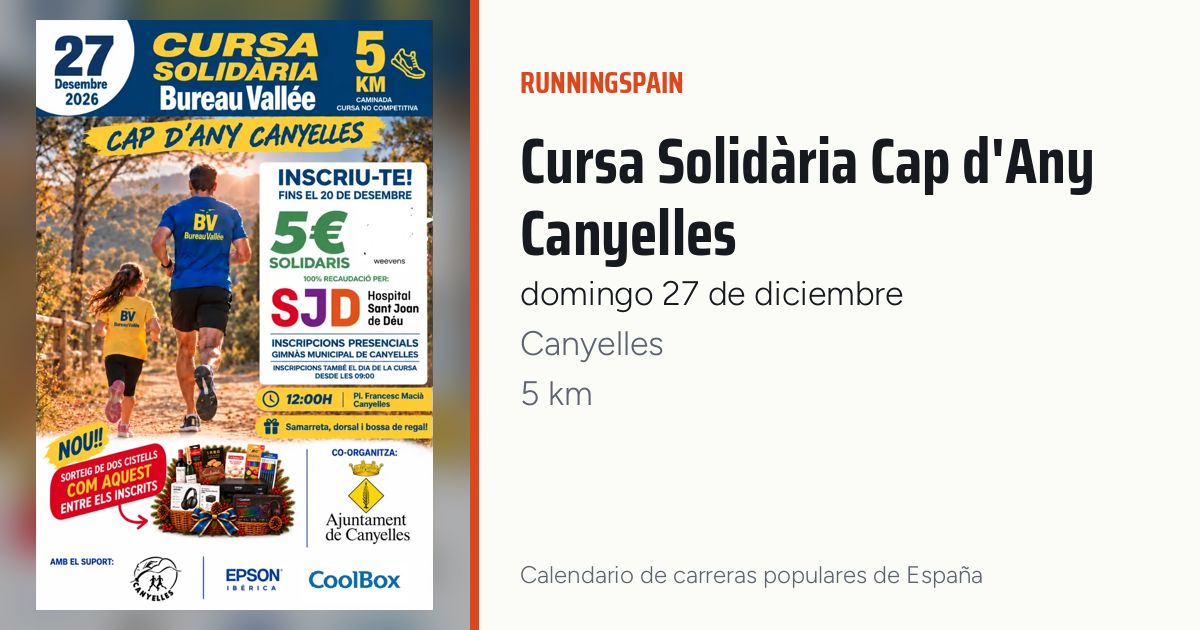 27
Desembre
2026
CURSA
SOLIDÀRIA
Bureau Vallée
5
KM
CAMINADA
CURSA NO COMPETITIVA
CAP D'ANY CANYELLES
BV
Bureau Vallée
BV
Bureau Vallée
INSCRIU-TE!
FINS EL 20 DE DESEMBRE
5€
SOLIDARIS
weevens
100% RECAUDACIÓ PER:
SJD
Hospital
Sant Joan
de Déu
INSCRIPCIONS PRESENCIALS
GIMNÀS MUNICIPAL DE CANYELLES
INSCRIPCIONS TAMBÉ EL DIA DE LA CURSA
DESDE LES 09:00
12:00H
Pl. Francesc Macià
Canyelles
Samarreta, dorsal i bossa de regal!
NOU!!
SORTEIG DE DOS CISTELLS
COM AQUEST
ENTRE ELS INSCRITS
CO-ORGANITZA:
Ajuntament
de Canyelles
AMB EL SUPORT:
CANYELLES
EPSON
IBÉRICA
CoolBox
RUNNINGSPAIN
Cursa Solidària Cap d'Any
Canyelles
domingo 27 de diciembre
Canyelles
5 km
Calendario de carreras populares de España